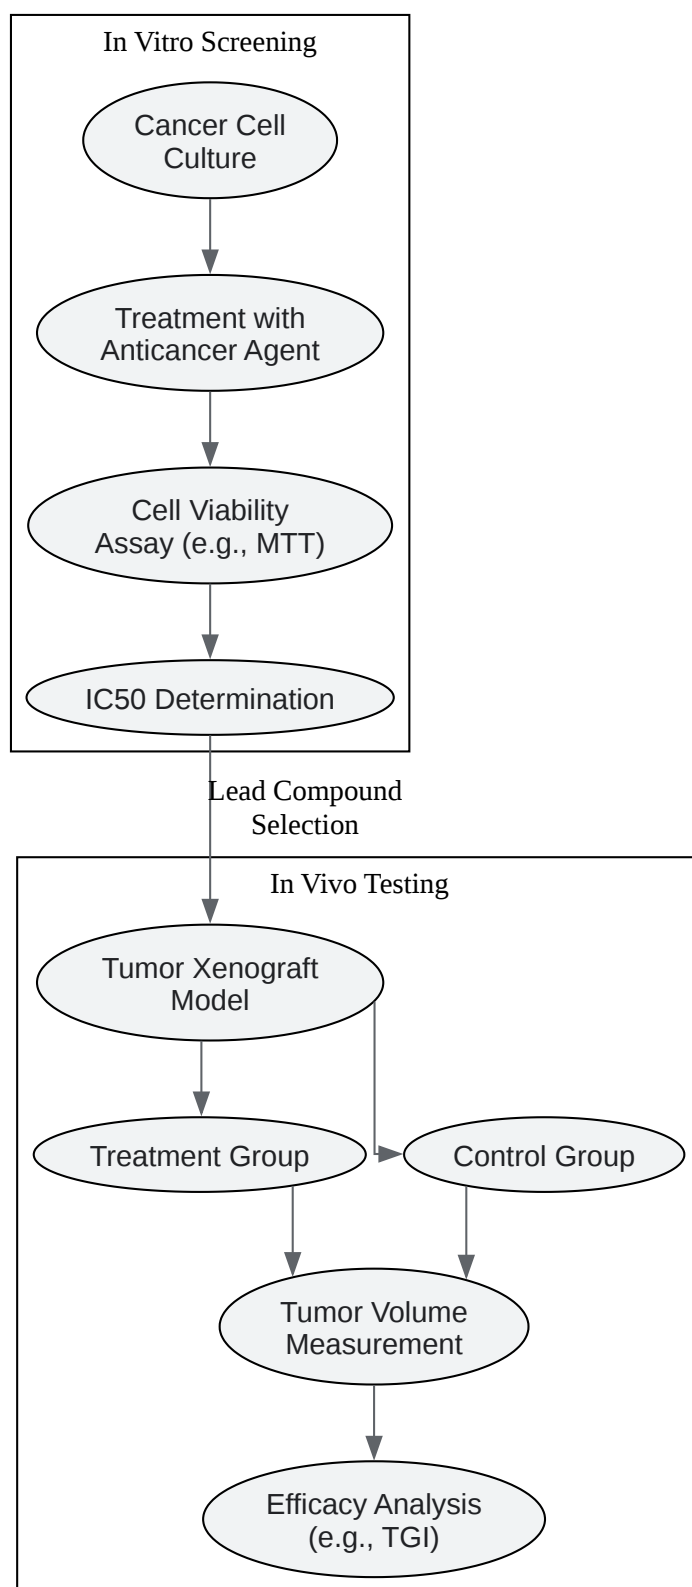 In Vitro Screening
Cancer Cell
Culture
Treatment with
Anticancer Agent
Cell Viability
Assay (e.g., MTT)
IC50 Determination
Lead Compound
Selection
In Vivo Testing
Tumor Xenograft
Model
Treatment Group
Control Group
Tumor Volume
Measurement
Efficacy Analysis
(e.g., TGI)